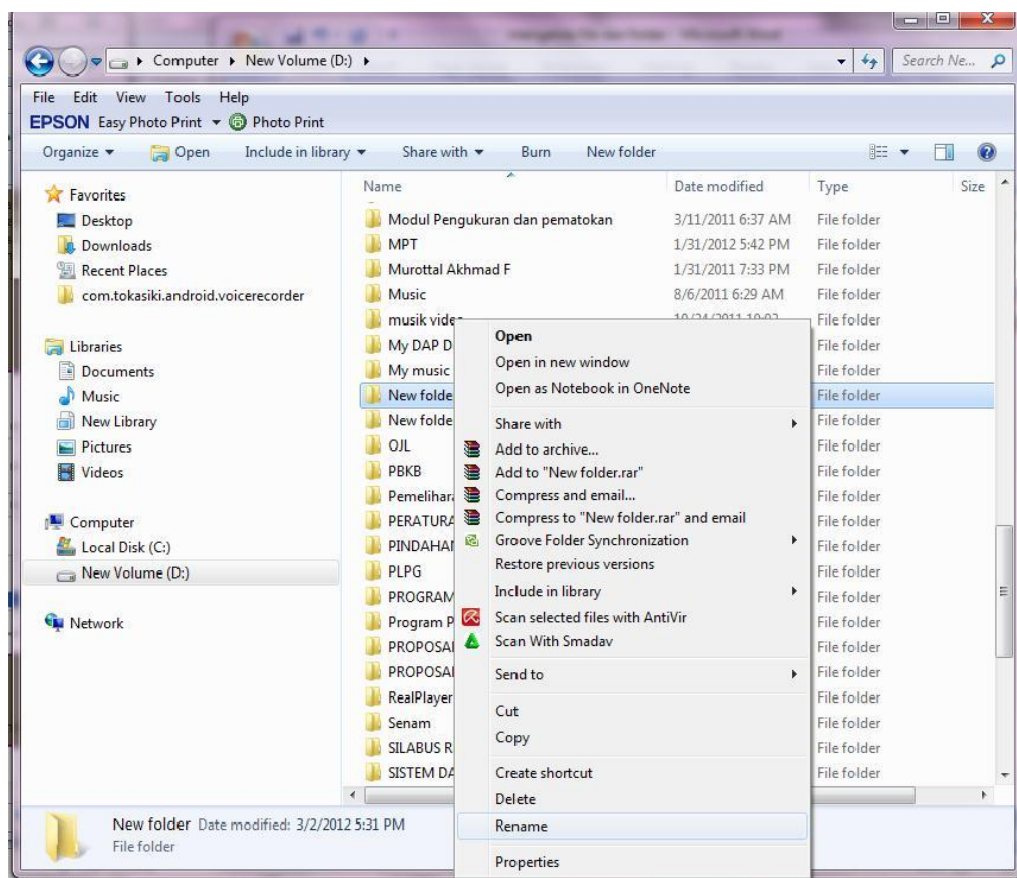 Computer ▸ New Volume (D:) ▸
Search Ne...
File Edit View Tools Help
EPSON Easy Photo Print Photo Print
Organize Open Include in library Share with Burn New folder
Favorites
Desktop
Downloads
Recent Places
com.tokasiki.android.voicerecorder
Libraries
Documents
Music
New Library
Pictures
Videos
Computer
Local Disk (C:)
New Volume (D:)
Network
Name Date modified Type Size
Modul Pengukuran dan pematokan 3/11/2011 6:37 AM File folder
MPT 1/31/2012 5:42 PM File folder
Murottal Akhmad F 1/31/2011 7:33 PM File folder
Music 8/6/2011 6:29 AM File folder
musik video File folder
My DAP D File folder
My music File folder
New folde File folder
New folde File folder
OJL File folder
PBKB File folder
Pemelihar File folder
PERATURA File folder
PINDAHA File folder
PLPG File folder
PROGRAM File folder
Program P File folder
PROPOSA File folder
PROPOSA File folder
RealPlayer File folder
Senam File folder
SILABUS R File folder
SISTEM DA File folder
Open
Open in new window
Open as Notebook in OneNote
Share with
Add to archive...
Add to "New folder.rar"
Compress and email...
Compress to "New folder.rar" and email
Groove Folder Synchronization
Restore previous versions
Include in library
Scan selected files with AntiVir
Scan With Smadav
Send to
Cut
Copy
Create shortcut
Delete
Rename
Properties
New folder Date modified: 3/2/2012 5:31 PM
File folder